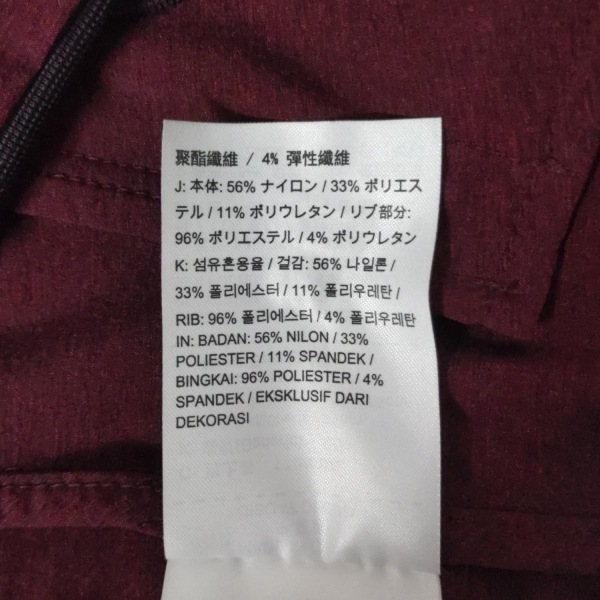 聚酯纖維 / 4% 彈性纖維
J: 本体: 56% ナイロン / 33% ポリエス
テル / 11% ポリウレタン / リブ部分:
96% ポリエステル / 4% ポリウレタン
K: 섬유혼용율 / 겉감: 56% 나일론 /
33% 폴리에스터 / 11% 폴리우레탄 /
RIB: 96% 폴리에스터 / 4% 폴리우레탄
IN: BADAN: 56% NILON / 33%
POLIESTER / 11% SPANDEK /
BINGKAI: 96% POLIESTER / 4%
SPANDEK / EKSKLUSIF DARI
DEKORASI